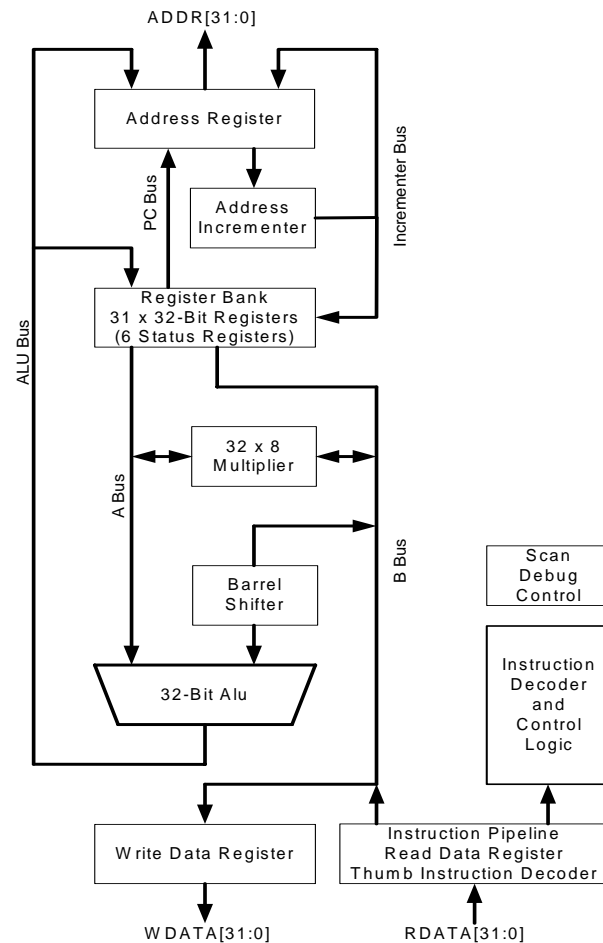 ADDR[31:0]
Address Register
PC Bus
Address
Incrementer
Incrementer Bus
Register Bank
31 x 32-Bit Registers
(6 Status Registers)
ALU Bus
32 x 8
Multiplier
A Bus
B Bus
Barrel
Shifter
Scan
Debug
Control
32-Bit Alu
Instruction
Decoder
and
Control
Logic
Write Data Register
Instruction Pipeline
Read Data Register
Thumb Instruction Decoder
WDATA[31:0]
RDATA[31:0]